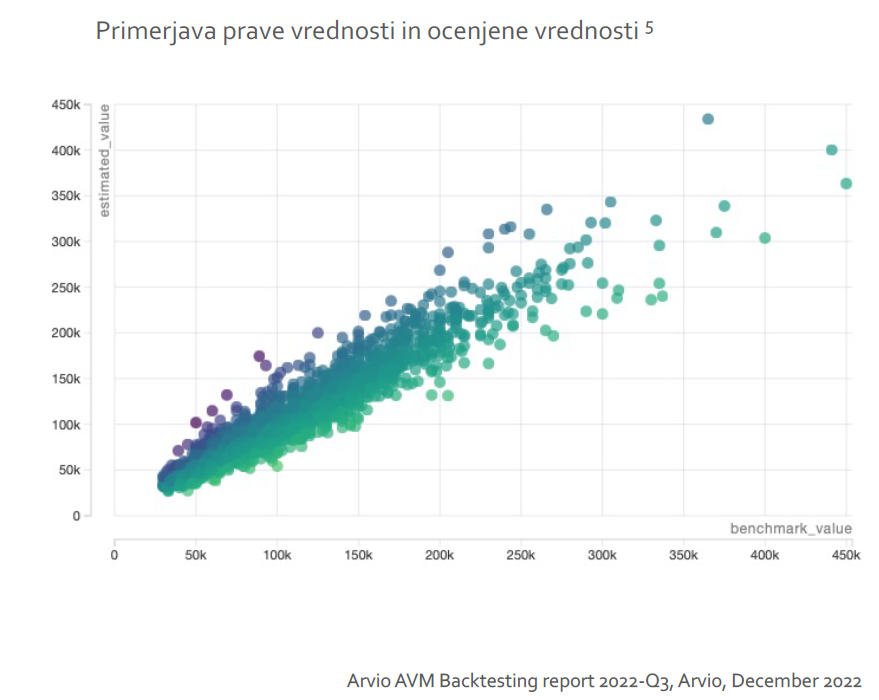 Primerjava prave vrednosti in ocenjene vrednosti 5
450k
estimated_value
400k
350k
300k
250k
200k
150k
100k
50k
0
benchmark_value
0 50k 100k 150k 200k 250k 300k 350k 400k 450k
Arvio AVM Backtesting report 2022-Q3, Arvio, December 2022